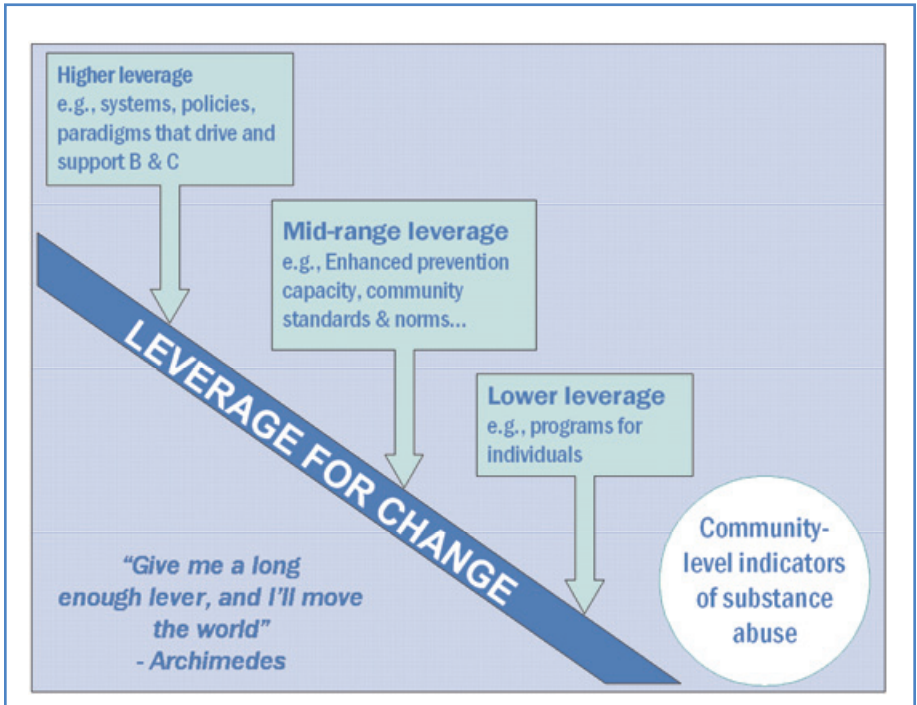 Higher leverage
e.g., systems, policies,
paradigms that drive and
support B & C
Mid-range leverage
e.g., Enhanced prevention
capacity, community
standards & norms...
Lower leverage
e.g., programs for
individuals
LEVERAGE FOR CHANGE
“Give me a long
enough lever, and I’ll move
the world”
- Archimedes
Community-
level indicators
of substance
abuse